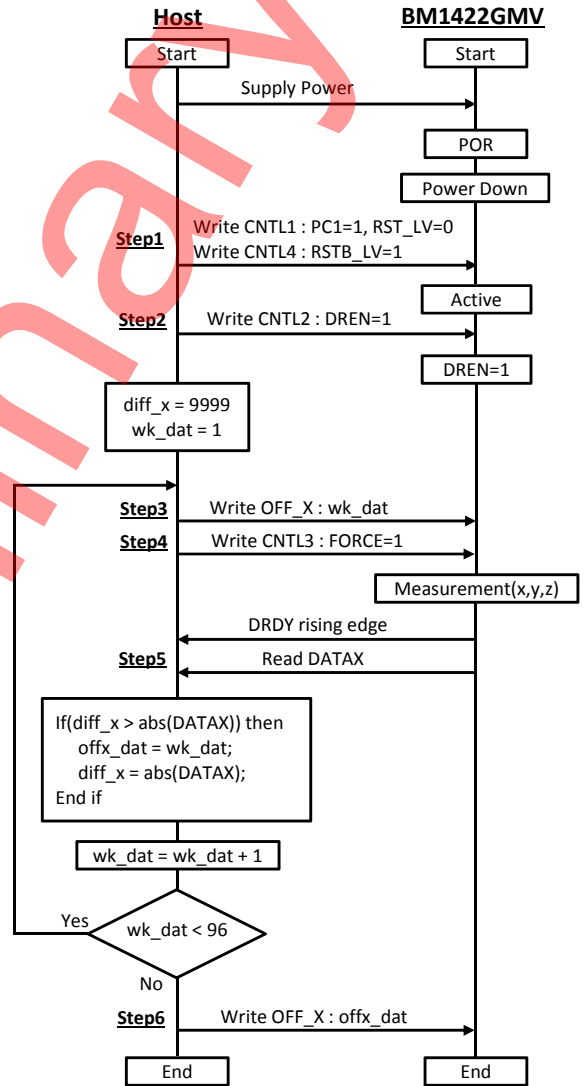 Host
BM1422GMV
Start
Start
Supply Power
POR
Power Down
Write CNTL1 : PC1=1, RST_LV=0
Step1
Write CNTL4 : RSTB_LV=1
Active
Step2
Write CNTL2 : DREN=1
DREN=1
diff_x = 9999
wk_dat = 1
Step3
Write OFF_X : wk_dat
Step4
Write CNTL3 : FORCE=1
Measurement(x,y,z)
DRDY rising edge
Step5
Read DATAX
If(diff_x > abs(DATAX)) then
offx_dat = wk_dat;
diff_x = abs(DATAX);
End if
wk_dat = wk_dat + 1
Yes
wk_dat < 96
No
Step6
Write OFF_X : offx_dat
End
End